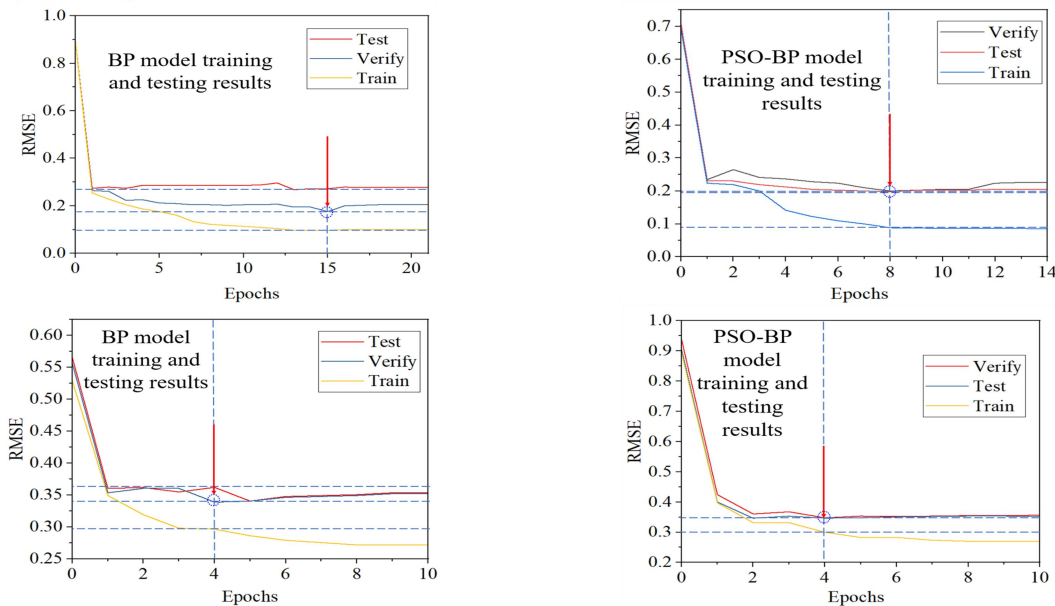 BP model training
and testing results
Test
Verify
Train
RMSE
1.0
0.8
0.6
0.4
0.2
0.0
0
5
10
15
20
Epochs
PSO-BP model
training and testing
results
Verify
Test
Train
RMSE
0.7
0.6
0.5
0.4
0.3
0.2
0.1
0.0
0
2
4
6
8
10
12
14
Epochs
BP model
training and
testing results
Test
Verify
Train
RMSE
0.60
0.55
0.50
0.45
0.40
0.35
0.30
0.25
0
2
4
6
8
10
Epochs
PSO-BP
model
training and
testing
results
Verify
Test
Train
RMSE
1.0
0.9
0.8
0.7
0.6
0.5
0.4
0.3
0.2
0
2
4
6
8
10
Epochs